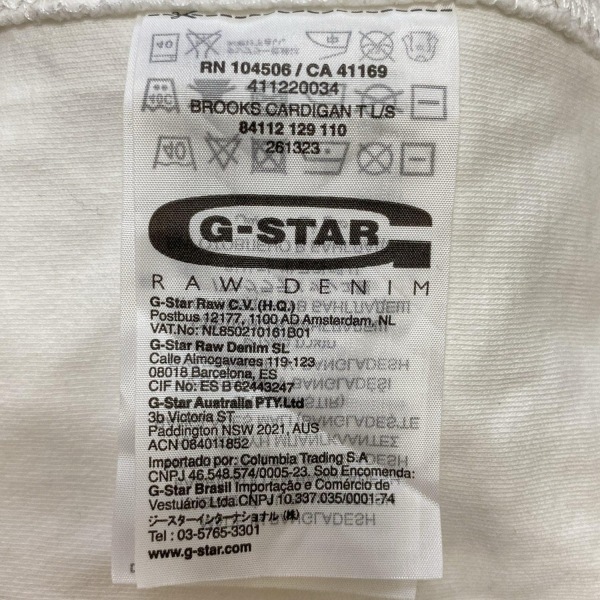 RN 104506 / CA 41169
411220034
BROOKS CARDIGAN T L/S
84112 129 110
261323
G-STAR
RAW DENIM
G-Star Raw C.V. (H.Q.)
Postbus 12177, 1100 AD Amsterdam, NL
VAT.No: NL850210161B01
G-Star Raw Denim SL
Calle Almogavares 119-123
08018 Barcelona, ES
CIF No: ES B 62443247
G-Star Australia PTY.Ltd
3b Victoria ST
Paddington NSW 2021, AUS
ACN 084011852
Importado por: Columbia Trading S.A
CNPJ 46.548.574/0005-23. Sob Encomenda:
G-Star Brasil Importação e Comércio de
Vestuário Ltda.CNPJ 10.337.035/0001-74
ジースターインターナショナル (株)
Tel : 03-5765-3301
www.g-star.com